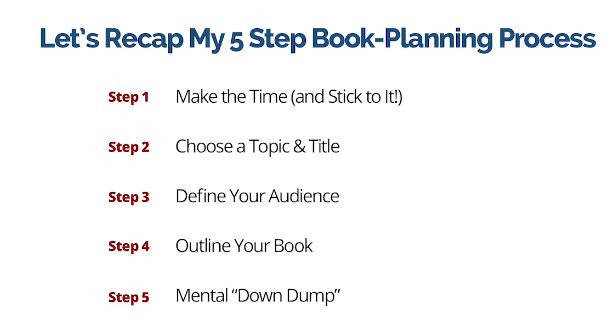 Let's Recap My 5 Step Book-Planning Process
Step 1 Make the Time (and Stick to It!)
Step 2 Choose a Topic & Title
Step 3 Define Your Audience
Step 4 Outline Your Book
Step 5 Mental “Down Dump”